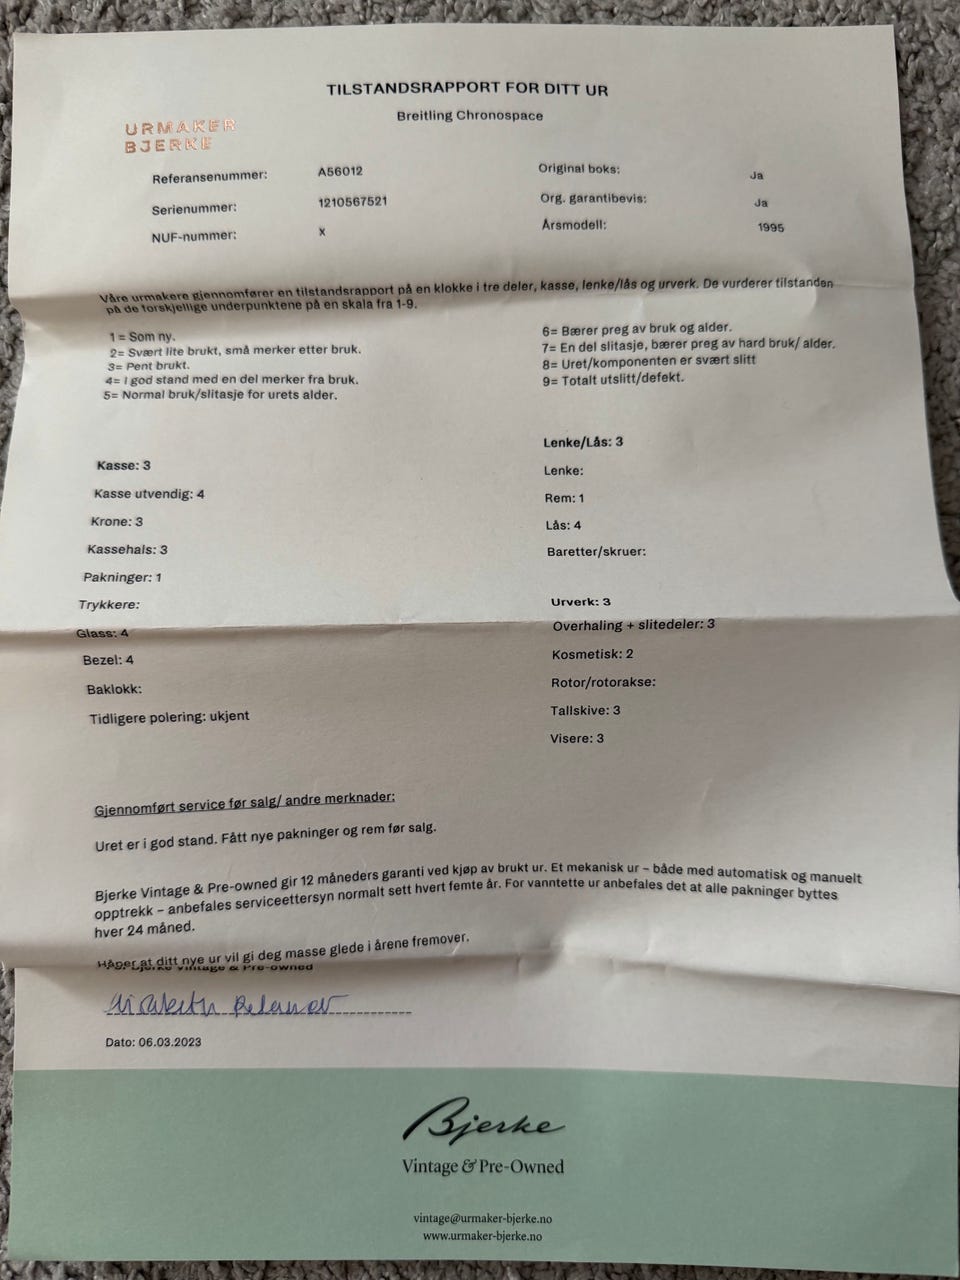 TILSTANDSRAPPORT FOR DITT UR
Breitling Chronospace
URMAKER
BJERKE
Referansenummer: A56012
Serienummer: 1210567521
NUF-nummer: X
Original boks: Ja
Org. garantibevis: Ja
Årsmodell: 1995
Våre urmakere gjennomfører en tilstandsrapport på en klokke i tre deler, kasse, lenke/lås og urverk. De vurderer tilstanden
på de forskjellige underpunktene på en skala fra 1-9.
1 = Som ny.
2= Svært lite brukt, små merker etter bruk.
3= Pent brukt.
4= I god stand med en del merker fra bruk.
5= Normal bruk/slitasje for urets alder.
6= Bærer preg av bruk og alder.
7= En del slitasje, bærer preg av hard bruk/ alder.
8= Uret/komponenten er svært slitt
9= Totalt utslitt/defekt.
Kasse: 3
Kasse utvendig: 4
Krone: 3
Kassehals: 3
Pakninger: 1
Trykkere:
Glass: 4
Bezel: 4
Baklokk:
Tidligere polering: ukjent
Lenke/Lås: 3
Lenke:
Rem: 1
Lås: 4
Baretter/skruer:
Urverk: 3
Overhaling + slitedeler: 3
Kosmetisk: 2
Rotor/rotorakse:
Tallskive: 3
Visere: 3
Gjennomført service før salg/ andre merknader:
Uret er i god stand. Fått nye pakninger og rem før salg.
Bjerke Vintage & Pre-owned gir 12 måneders garanti ved kjøp av brukt ur. Et mekanisk ur – både med automatisk og manuelt
opptrekk – anbefales serviceettersyn normalt sett hvert femte år. For vanntette ur anbefales det at alle pakninger byttes
hver 24 måned.
Håper at ditt nye ur vil gi deg masse glede i årene fremover.
Bjerke Vintage & Pre-owned
Dato: 06.03.2023
Bjerke
Vintage & Pre-Owned
vintage@urmaker-bjerke.no
www.urmaker-bjerke.no